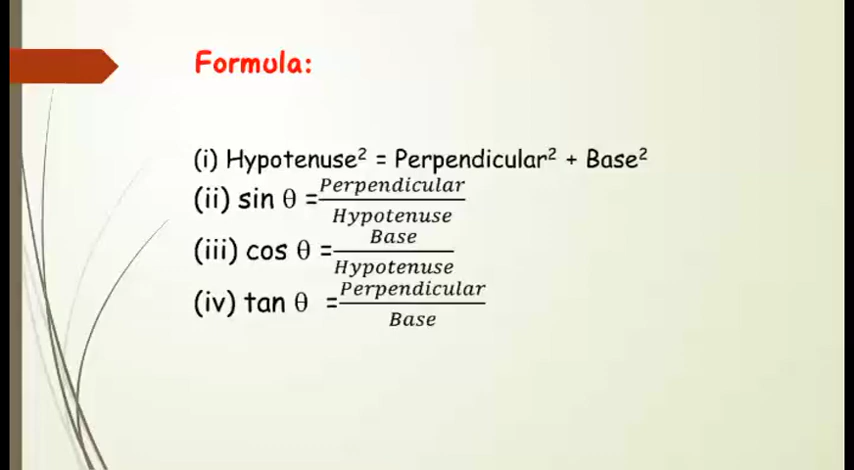 Formula:
(i) Hypotenuse² = Perpendicular² + Base²
(ii) sin θ = Perpendicular / Hypotenuse
(iii) cos θ = Base / Hypotenuse
(iv) tan θ = Perpendicular / Base